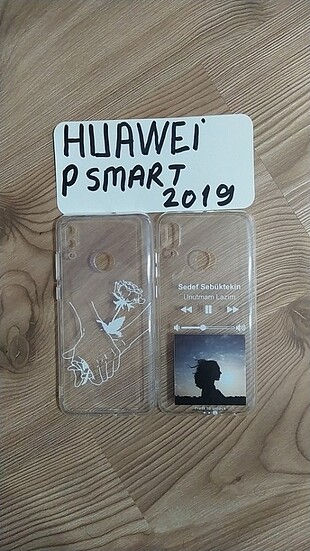 HUAWEİ
P SMART
2019
Sedef Sebüktekin
Unutmam Lazım